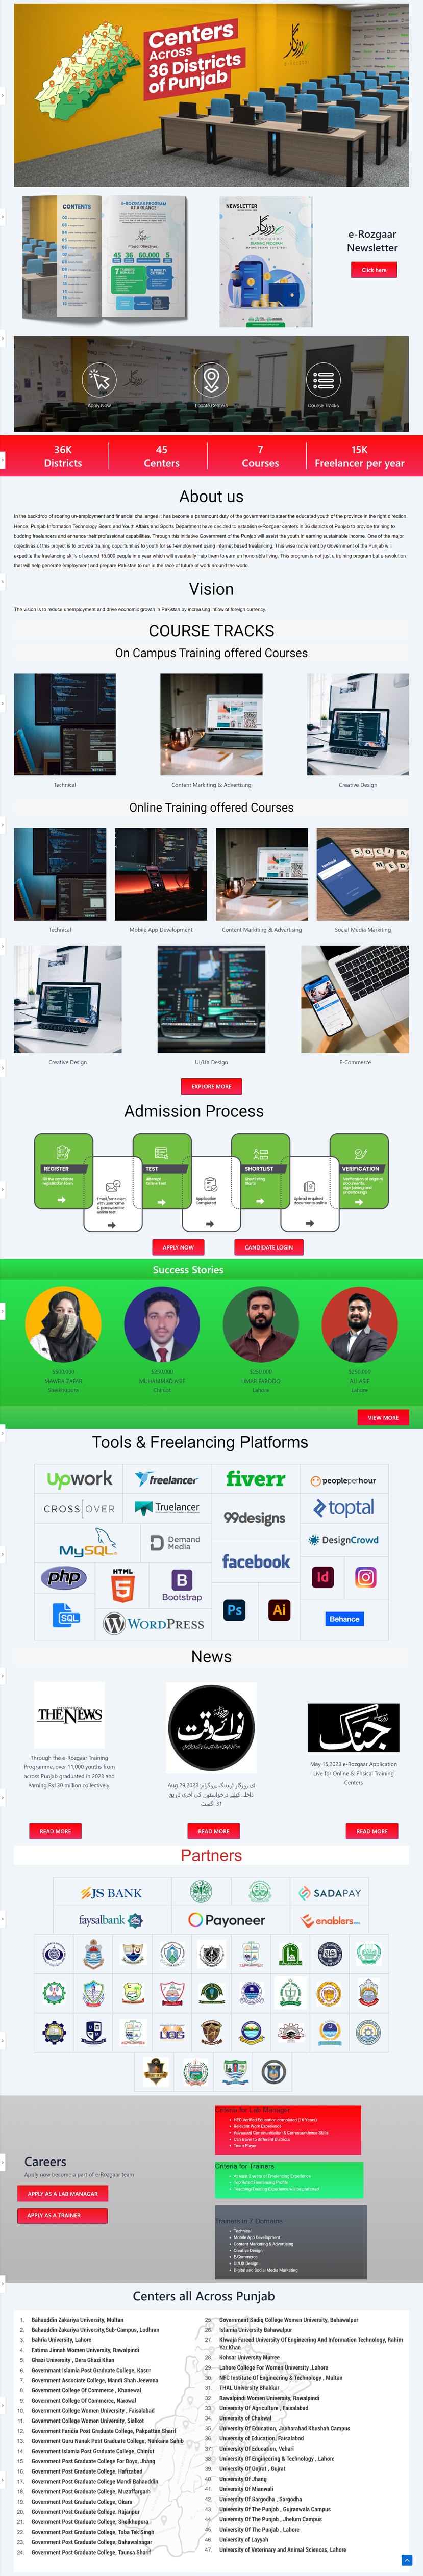 Centers
Across
36 Districts
of Punjab
CONTENTS
E-ROZGAAR PROGRAM
AT A GLANCE
45 36 60,000 5
Project Objectives
NEWSLETTER
e-Rozgaar
Newsletter
Click here
Apply Now
Locate Centers
Course Tracks
36K
Districts
45
Centers
7
Courses
15K
Freelancer per year
About us
In the backdrop of soaring un-employment and financial challenges it has become a paramount duty of the government to steer the educated youth of the province in the right direction.
Hence, Punjab Information Technology Board and Youth Affairs and Sports Department have decided to establish e-Rozgaar centers in 36 districts of Punjab to provide training to
budding freelancers and enhance their professional capabilities. Through this initiative Government of the Punjab will assist the youth in earning sustainable income. One of the major
objectives of this project is to provide training opportunities to youth for self-employment using internet based freelancing. This wise move by Government of the Punjab will
expedite the freelancing skills of around 15,000 people in a year which will eventually help them to earn an honorable living. This program is not just a training program but a revolution
that will help generate employment and prepare Pakistan to run in the race of future of work around the world.
Vision
The vision is to reduce unemployment and drive economic growth in Pakistan by increasing inflow of foreign currency.
COURSE TRACKS
On Campus Training offered Courses
Technical
Content Markiting & Advertising
Creative Design
Online Training offered Courses
SOCIAL
MED
Technical
Mobile App Development
Content Markiting & Advertising
Social Media Markiting
Creative Design
UI/UX Design
E-Commerce
EXPLORE MORE
Admission Process
REGISTER
Fill the candidate
registration form
Email/sms alert,
with username
& password for
online test
TEST
Attempt
Online Test
Application
Completed
SHORTLIST
Shortlisting
Starts
Upload required
documents online
VERIFICATION
Verification of original
documents,
sign joining and
undertakings
APPLY NOW
CANDIDATE LOGIN
Success Stories
$300,000
MAWRA ZAFAR
Sheikhupura
$250,000
MUHAMMAD ASIF
Chiniot
$250,000
UMAR FAROOQ
Lahore
$250,000
ALI ASIF
Lahore
VIEW MORE
Tools & Freelancing Platforms
upwork
freelancer
fiverr
peopleperhour
CROSSOVER
Truelancer
99designs
toptal
MySQL
Demand
Media
DesignCrowd
facebook
php
HTML
5
B
Bootstrap
Id
SQL
WORDPRESS
Ps
Ai
Bēhance
News
THE NEWS
نوائے وقت
جنگ
Through the e-Rozgaar Training
Programme, over 11,000 youths from
across Punjab graduated in 2023 and
earning Rs130 million collectively.
Aug 29,2023 :ای روزگار ٹریننگ پروگرام
داخلہ کیلئے درخواستوں کی آخری تاریخ
31 اگست
May 15,2023 e-Rozgaar Application
Live for Online & Phsical Training
Centers
READ MORE
READ MORE
READ MORE
Partners
JS BANK
SADAPAY
faysalbank
Payoneer
enablers
Careers
Apply now become a part of e-Rozgaar team
APPLY AS A LAB MANAGAR
APPLY AS A TRAINER
Criteria for Lab Manager
HEC Verified Education completed (16 Years)
Relevant Work Experience
Advanced Communication & Correspondence Skills
Can travel to different Districts
Team Player
Criteria for Trainers
At least 2 years of Freelancing Experience
Top Rated Freelancing Profile
Teaching/Training Experience will be preferred
Trainers in 7 Domains
Technical
Mobile App Development
Content Marketing & Advertising
Creative Design
E-Commerce
UI/UX Design
Digital and Social Media Marketing
Centers all Across Punjab
1. Bahauddin Zakariya University, Multan
2. Bahauddin Zakariya University,Sub-Campus, Lodhran
3. Bahria University, Lahore
4. Fatima Jinnah Women University, Rawalpindi
5. Ghazi University , Dera Ghazi Khan
6. Government Islamia Post Graduate College, Kasur
7. Government Associate College, Mandi Shah Jeewana
8. Government College Of Commerce , Khanewal
9. Government College Of Commerce, Narowal
10. Government College Women University , Faisalabad
11. Government College Women University, Sialkot
12. Government Faridia Post Graduate College, Pakpattan Sharif
13. Government Guru Nanak Post Graduate College, Nankana Sahib
14. Government Islamia Post Graduate College, Chiniot
15. Government Post Graduate College For Boys, Jhang
16. Government Post Graduate College, Hafizabad
17. Government Post Graduate College Mandi Bahauddin
18. Government Post Graduate College, Muzaffargarh
19. Government Post Graduate College, Okara
20. Government Post Graduate College, Rajanpur
21. Government Post Graduate College, Sheikhupura
22. Government Post Graduate College, Toba Tek Singh
23. Government Post Graduate College, Bahawalnagar
24. Government Post Graduate College, Taunsa Sharif
25. Government Sadiq College Women University, Bahawalpur
26. Islamia University Bahawalpur
27. Khwaja Fareed University Of Engineering And Information Technology, Rahim
Yar Khan
28. Kohsar University Murree
29. Lahore College For Women University ,Lahore
30. NFC Institute Of Engineering & Technology , Multan
31. THAL University Bhakkar
32. Rawalpindi Women University, Rawalpindi
33. University Of Agriculture , Faisalabad
34. University of Chakwal
35. University Of Education, Jauharabad Khushab Campus
36. University of Education, Faisalabad
37. University Of Education, Vehari
38. University Of Engineering & Technology , Lahore
39. University Of Gujrat , Gujrat
40. University Of Jhang
41. University Of Mianwali
42. University Of Sargodha , Sargodha
43. University Of The Punjab , Gujranwala Campus
44. University Of The Punjab , Jhelum Campus
45. University Of The Punjab , Lahore
46. University of Layyah
47. University of Veterinary and Animal Sciences, Lahore